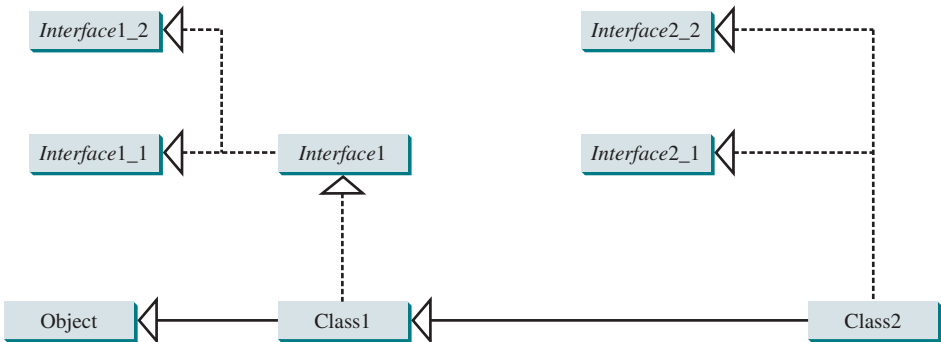 Interface1_2
Interface2_2
Interface1_1
Interface1
Interface2_1
Object
Class1
Class2